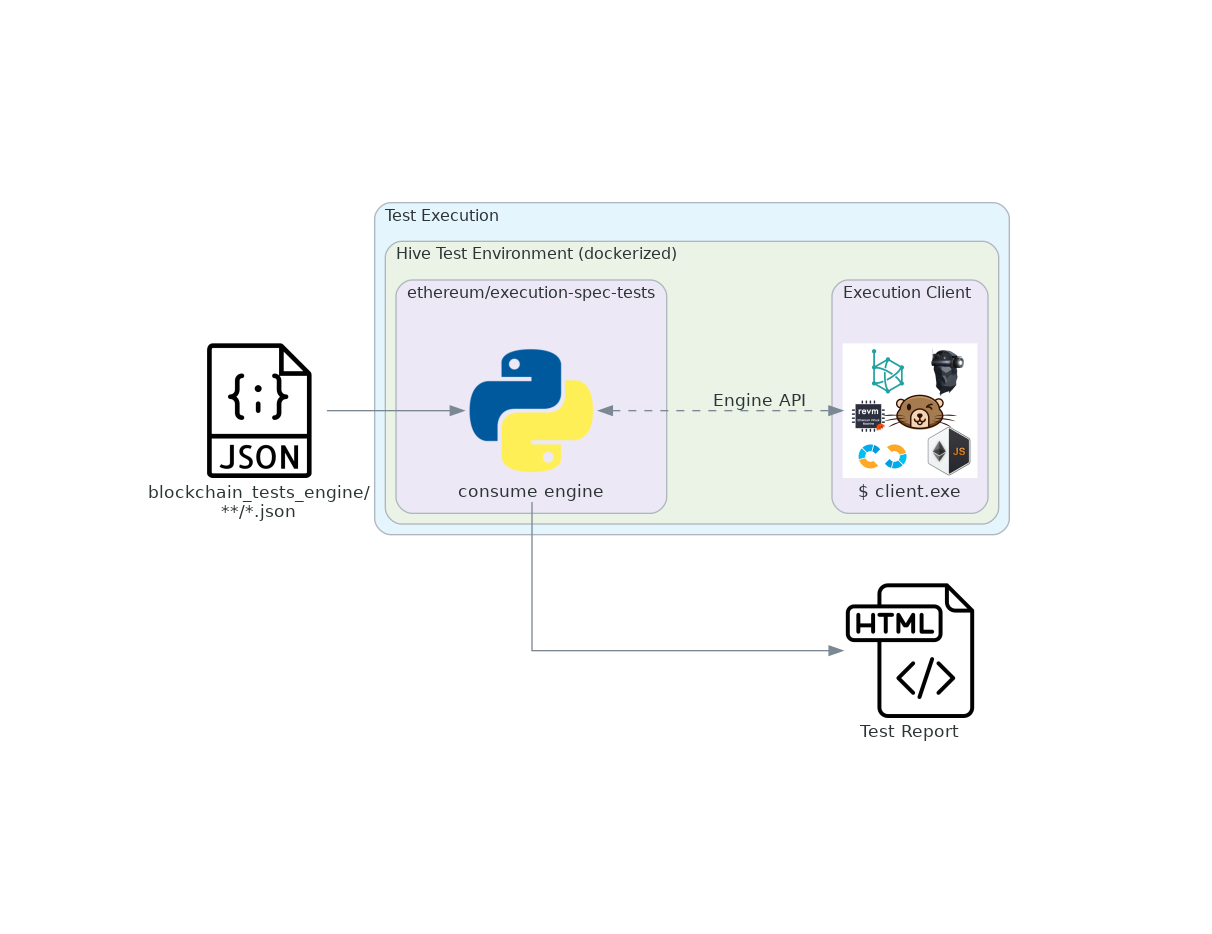 Test Execution
Hive Test Environment (dockerized)
ethereum/execution-spec-tests
Execution Client
{;}
JSON
blockchain_tests_engine/
**/*.json
consume engine
Engine API
revm
JS
$ client.exe
HTML
</>
Test Report